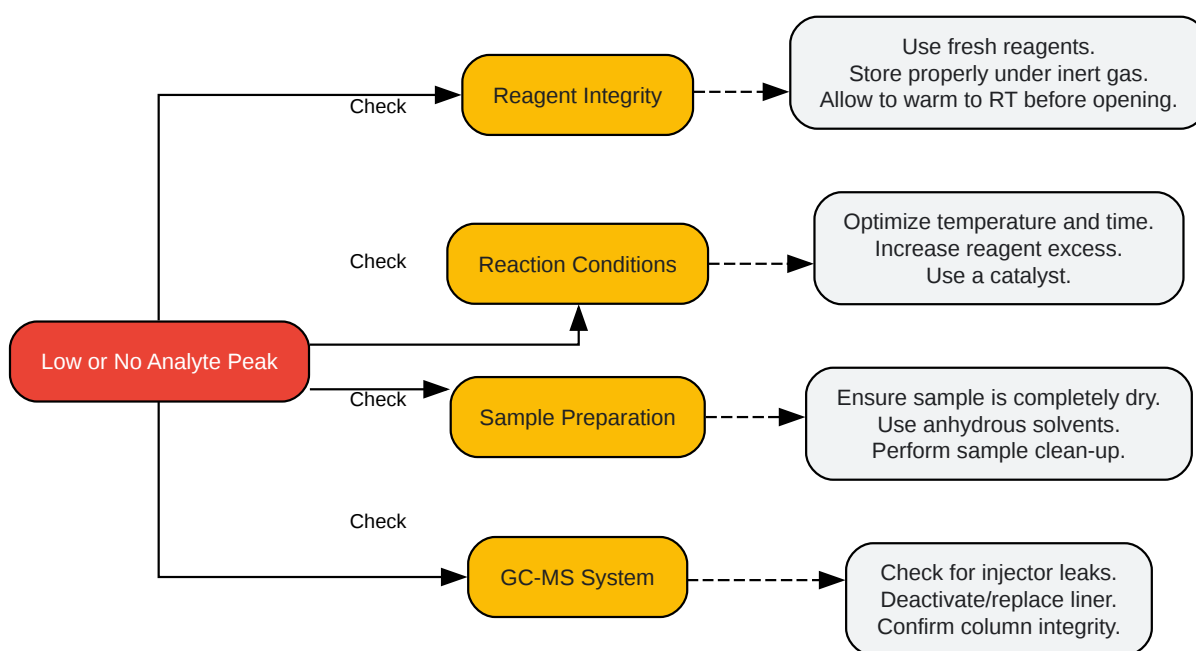 Use fresh reagents.
Store properly under inert gas.
Allow to warm to RT before opening.
Reagent Integrity
Check
Optimize temperature and time.
Increase reagent excess.
Use a catalyst.
Reaction Conditions
Check
Low or No Analyte Peak
Check
Sample Preparation
Ensure sample is completely dry.
Use anhydrous solvents.
Perform sample clean-up.
Check
GC-MS System
Check for injector leaks.
Deactivate/replace liner.
Confirm column integrity.